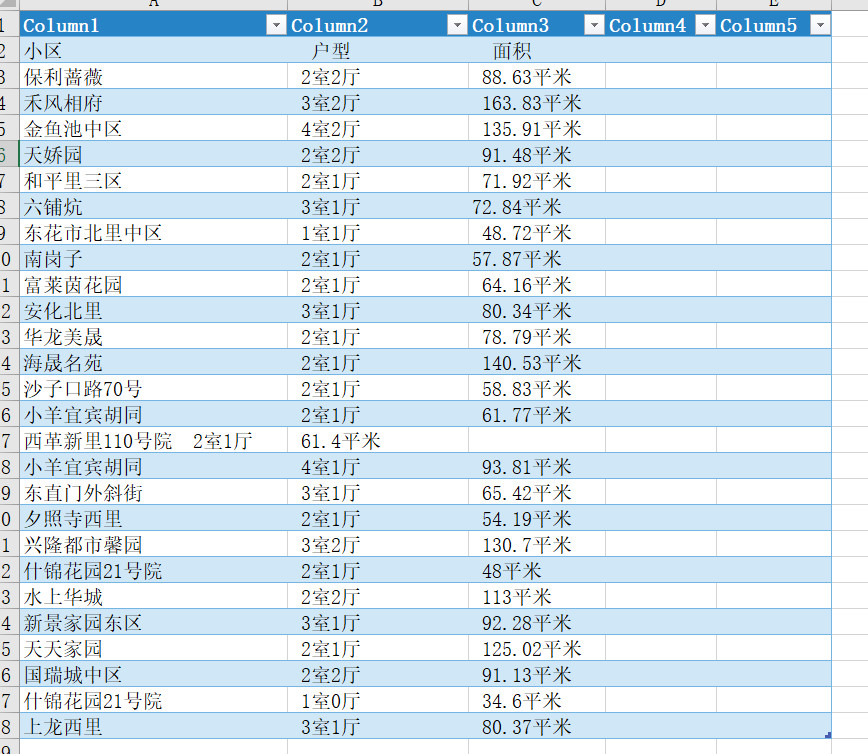 A B C D E
1 Column1 Column2 Column3 Column4 Column5
2 小区 户型 面积
3 保利蔷薇 2室2厅 88.63平米
4 禾风相府 3室2厅 163.83平米
5 金鱼池中区 4室2厅 135.91平米
6 天娇园 2室2厅 91.48平米
7 和平里三区 2室1厅 71.92平米
8 六铺炕 3室1厅 72.84平米
9 东花市北里中区 1室1厅 48.72平米
0 南岗子 2室1厅 57.87平米
1 富莱茵花园 2室1厅 64.16平米
2 安化北里 3室1厅 80.34平米
3 华龙美晟 2室1厅 78.79平米
4 海晟名苑 2室1厅 140.53平米
5 沙子口路70号 2室1厅 58.83平米
6 小羊宜宾胡同 2室1厅 61.77平米
7 西革新里110号院 2室1厅 61.4平米
8 小羊宜宾胡同 4室1厅 93.81平米
9 东直门外斜街 3室1厅 65.42平米
0 夕照寺西里 2室1厅 54.19平米
1 兴隆都市馨园 3室2厅 130.7平米
2 什锦花园21号院 2室1厅 48平米
3 水上华城 2室2厅 113平米
4 新景家园东区 3室1厅 92.28平米
5 天天家园 2室1厅 125.02平米
6 国瑞城中区 2室2厅 91.13平米
7 什锦花园21号院 1室0厅 34.6平米
8 上龙西里 3室1厅 80.37平米
9